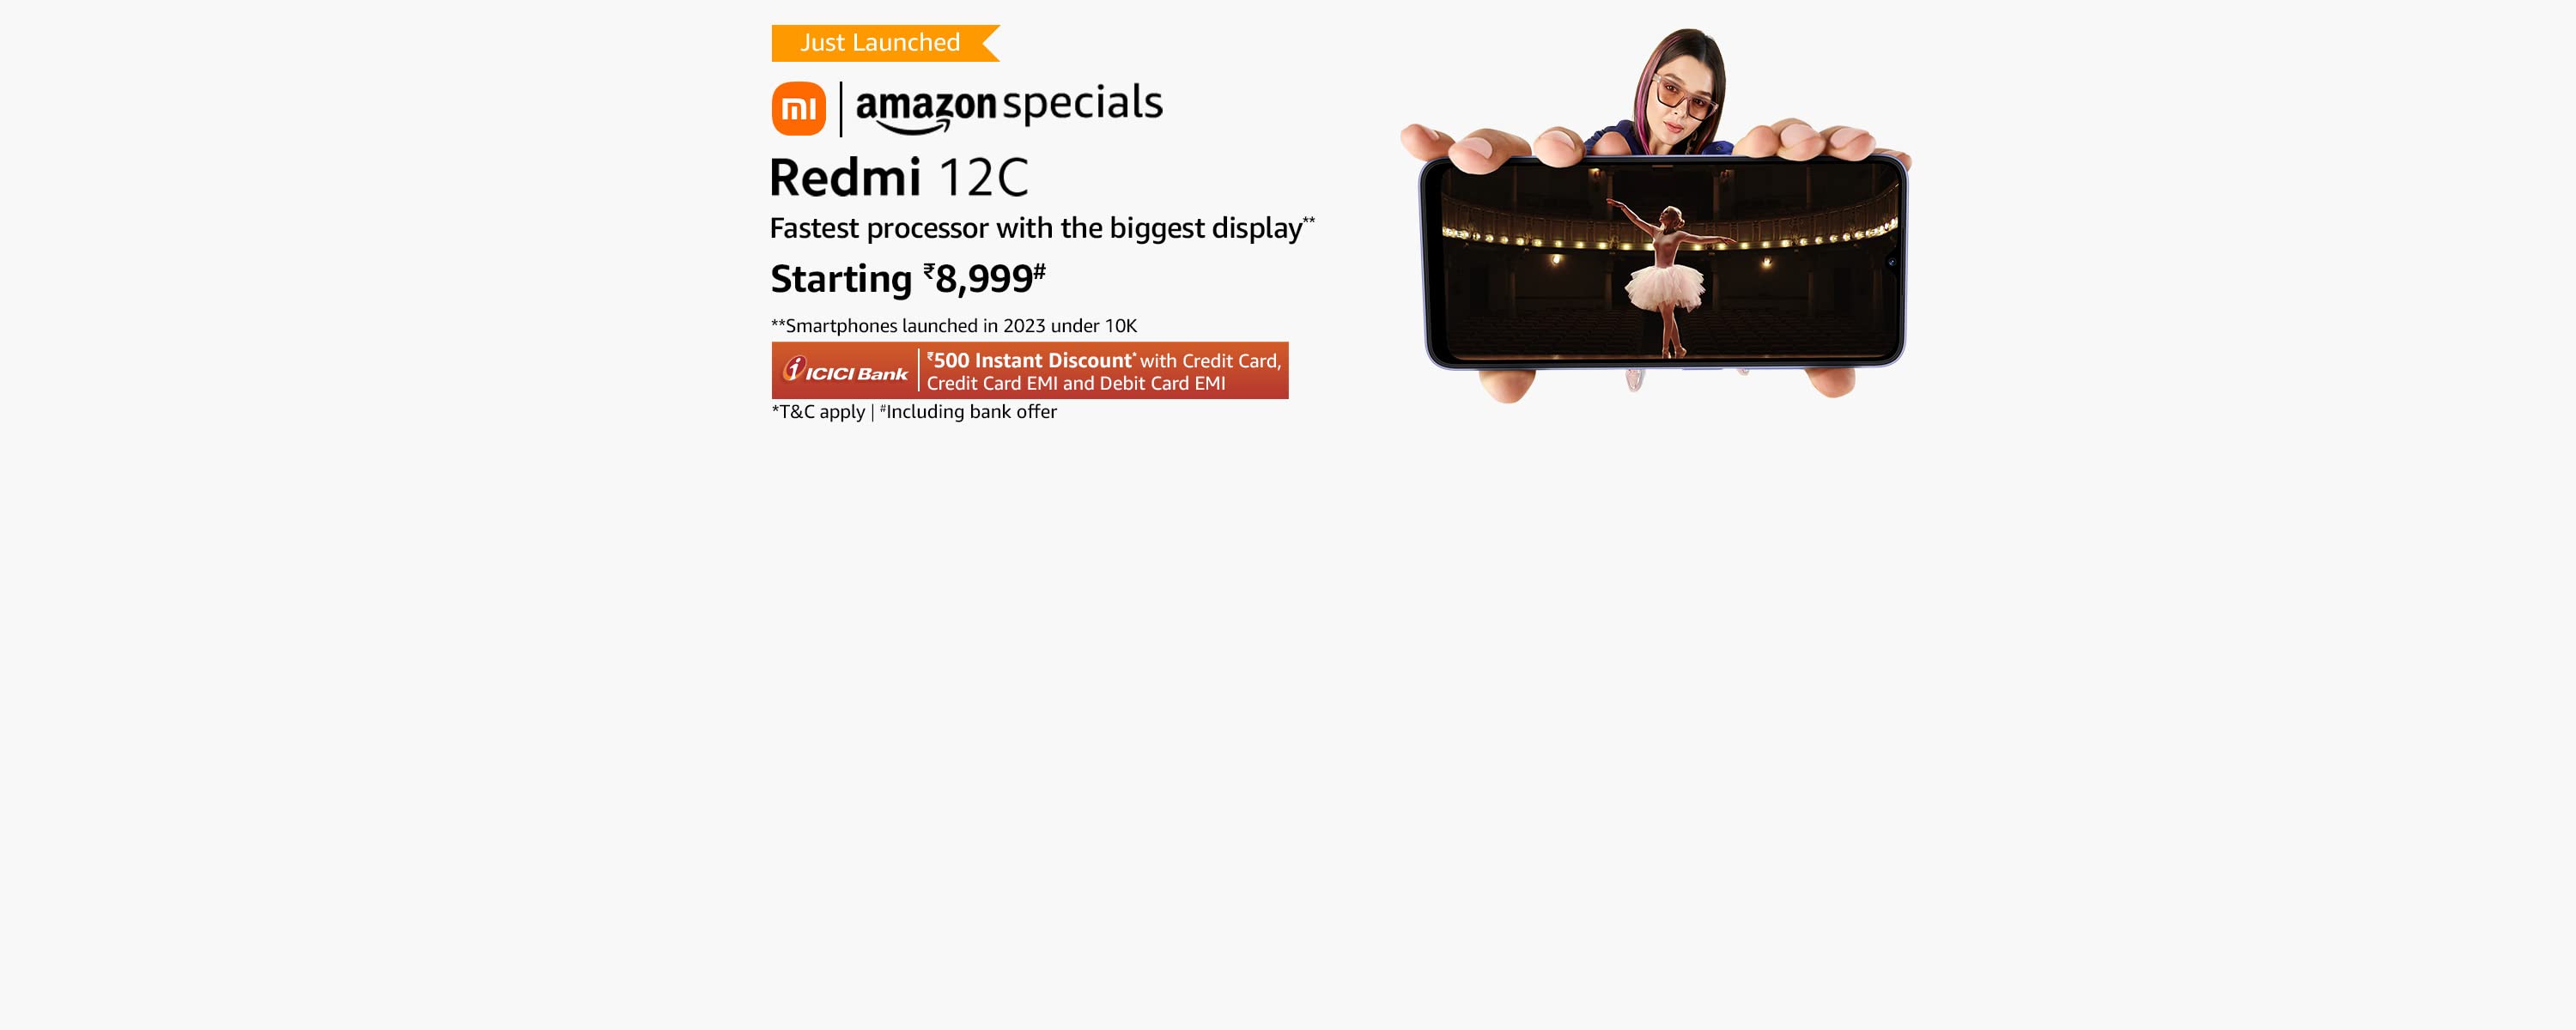 Just Launched
mi | amazon specials
Redmi 12C
Fastest processor with the biggest display**
Starting ₹8,999#
**Smartphones launched in 2023 under 10K
i ICICI Bank | ₹500 Instant Discount* with Credit Card,
Credit Card EMI and Debit Card EMI
*T&C apply | #Including bank offer